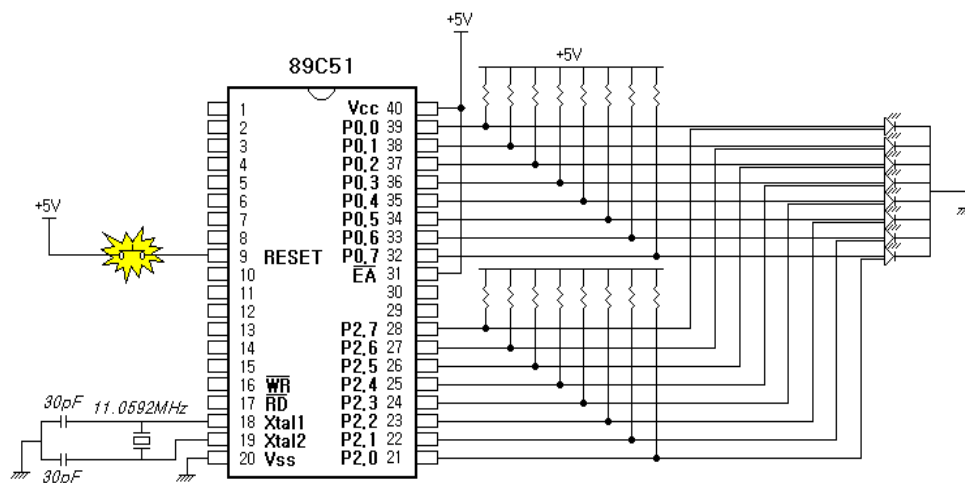 +5V
+5V
89C51
1 Vcc 40
2 P0.0 39
3 P0.1 38
4 P0.2 37
5 P0.3 36
6 P0.4 35
7 P0.5 34
8 P0.6 33
+5V
9 RESET P0.7 32
10 EA 31
11 30
12 29
13 P2.7 28
14 P2.6 27
15 P2.5 26
16 WR P2.4 25
17 RD P2.3 24
30pF 11.0592MHz
18 Xtal1 P2.2 23
19 Xtal2 P2.1 22
20 Vss P2.0 21
30pF